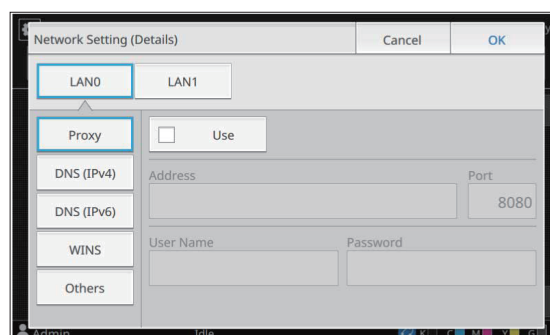 Network Setting (Details) Cancel OK
LAN0 LAN1
Proxy Use
DNS (IPv4) Address Port
8080
DNS (IPv6)
WINS User Name Password
Others
Admin Idle K C M Y G